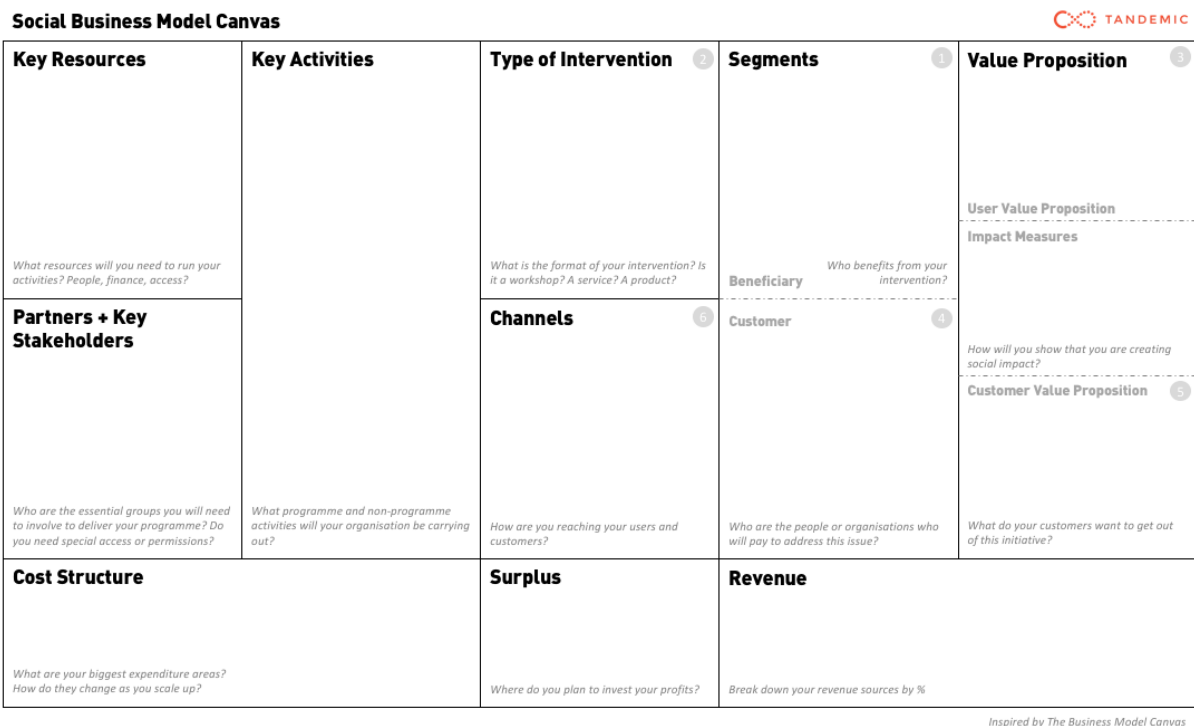 Social Business Model Canvas
TANDEMIC
Key Resources
What resources will you need to run your
activities? People, finance, access?
Key Activities
What programme and non-programme
activities will your organisation be carrying
out?
Type of Intervention
2
What is the format of your intervention? Is
it a workshop? A service? A product?
Segments
1
Beneficiary
Who benefits from your
intervention?
Value Proposition
3
User Value Proposition
Impact Measures
How will you show that you are creating
social impact?
Partners + Key
Stakeholders
Who are the essential groups you will need
to involve to deliver your programme? Do
you need special access or permissions?
Channels
6
How are you reaching your users and
customers?
Customer
4
Who are the people or organisations who
will pay to address this issue?
Customer Value Proposition
5
What do your customers want to get out
of this initiative?
Cost Structure
What are your biggest expenditure areas?
How do they change as you scale up?
Surplus
Where do you plan to invest your profits?
Revenue
Break down your revenue sources by %
Inspired by The Business Model Canvas